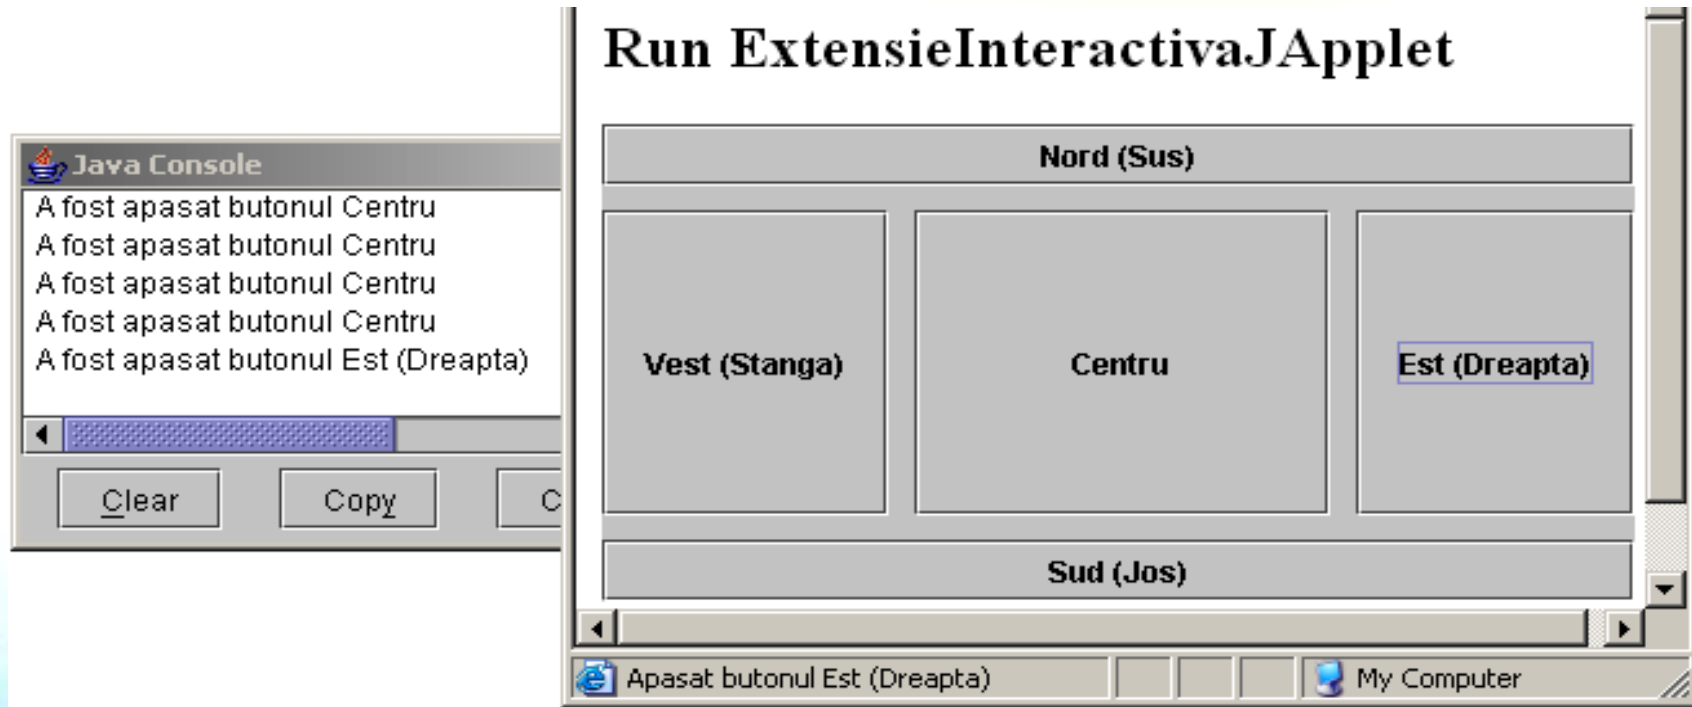 Run ExtensieInteractivaJApplet
Java Console
A fost apasat butonul Centru
A fost apasat butonul Centru
A fost apasat butonul Centru
A fost apasat butonul Centru
A fost apasat butonul Est (Dreapta)
Clear Copy C
Nord (Sus)
Vest (Stanga) Centru Est (Dreapta)
Sud (Jos)
Apasat butonul Est (Dreapta) My Computer